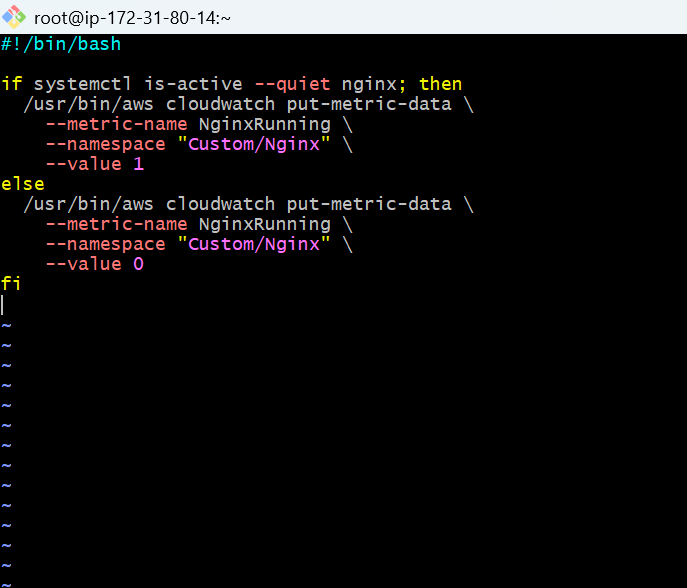 root@ip-172-31-80-14:~
#!/bin/bash
if systemctl is-active --quiet nginx; then
  /usr/bin/aws cloudwatch put-metric-data \
    --metric-name NginxRunning \
    --namespace "Custom/Nginx" \
    --value 1
else
  /usr/bin/aws cloudwatch put-metric-data \
    --metric-name NginxRunning \
    --namespace "Custom/Nginx" \
    --value 0
fi
~
~
~
~
~
~
~
~
~
~
~
~
~
~